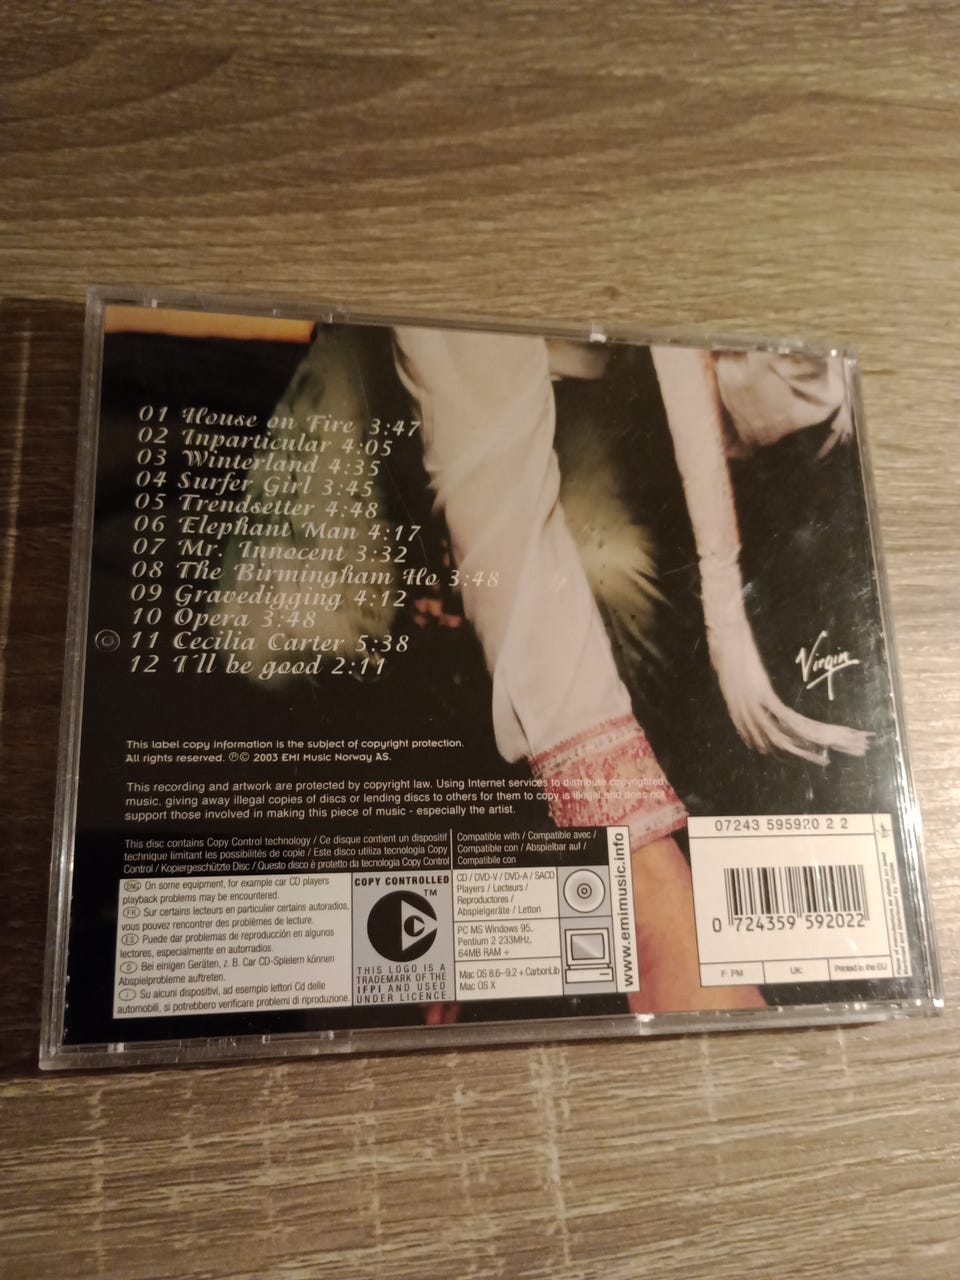 01 House on Fire 3:47
02 Inparticular 4:05
03 Winterland 4:35
04 Surfer Girl 3:45
05 Trendsetter 4:48
06 Elephant Man 4:17
07 Mr. Innocent 3:32
08 The Birmingham Ho 3:48
09 Gravedigging 4:12
10 Opera 3:48
11 Cecilia Carter 5:38
12 I'll be good 2:11
Virgin
This label copy information is the subject of copyright protection.
All rights reserved. ℗© 2003 EMI Music Norway AS.
This recording and artwork are protected by copyright law. Using Internet services to distribute copyrighted
music, giving away illegal copies of discs or lending discs to others for them to copy is illegal and does not
support those involved in making this piece of music - especially the artist.
This disc contains Copy Control technology / Ce disque contient un dispositif
technique limitant les possibilités de copie / Este disco utiliza tecnología Copy
Control / Kopiergeschützte Disc / Questo disco è protetto da tecnologia Copy Control
ENG On some equipment, for example car CD players
playback problems may be encountered.
FR Sur certains lecteurs en particulier certains autoradios,
vous pouvez rencontrer des problèmes de lecture.
ES Puede dar problemas de reproducción en algunos
lectores, especialmente en autorradios.
D Bei einigen Geräten, z. B. Car CD-Spielern können
Abspielprobleme auftreten.
I Su alcuni dispositivi, ad esempio lettori Cd delle
automobili, si potrebbero verificare problemi di riproduzione.
COPY CONTROLLED
TM
C
THIS LOGO IS A
TRADEMARK OF THE
IFPI AND USED
UNDER LICENCE
Compatible with / Compatible avec /
Compatible con / Abspielbar auf /
Compatibile con
CD / DVD-V / DVD-A / SACD
Players / Lecteurs /
Reproductores /
Abspielgeräte / Lettori
PC MS Windows 95,
Pentium 2 233MHz,
64MB RAM +
Mac OS 8.6–9.2 + CarbonLib
Mac OS X
www.emimusic.info
07243 595920 2 2
0 724359 592022
F: PM
UK:
Printed in the EU